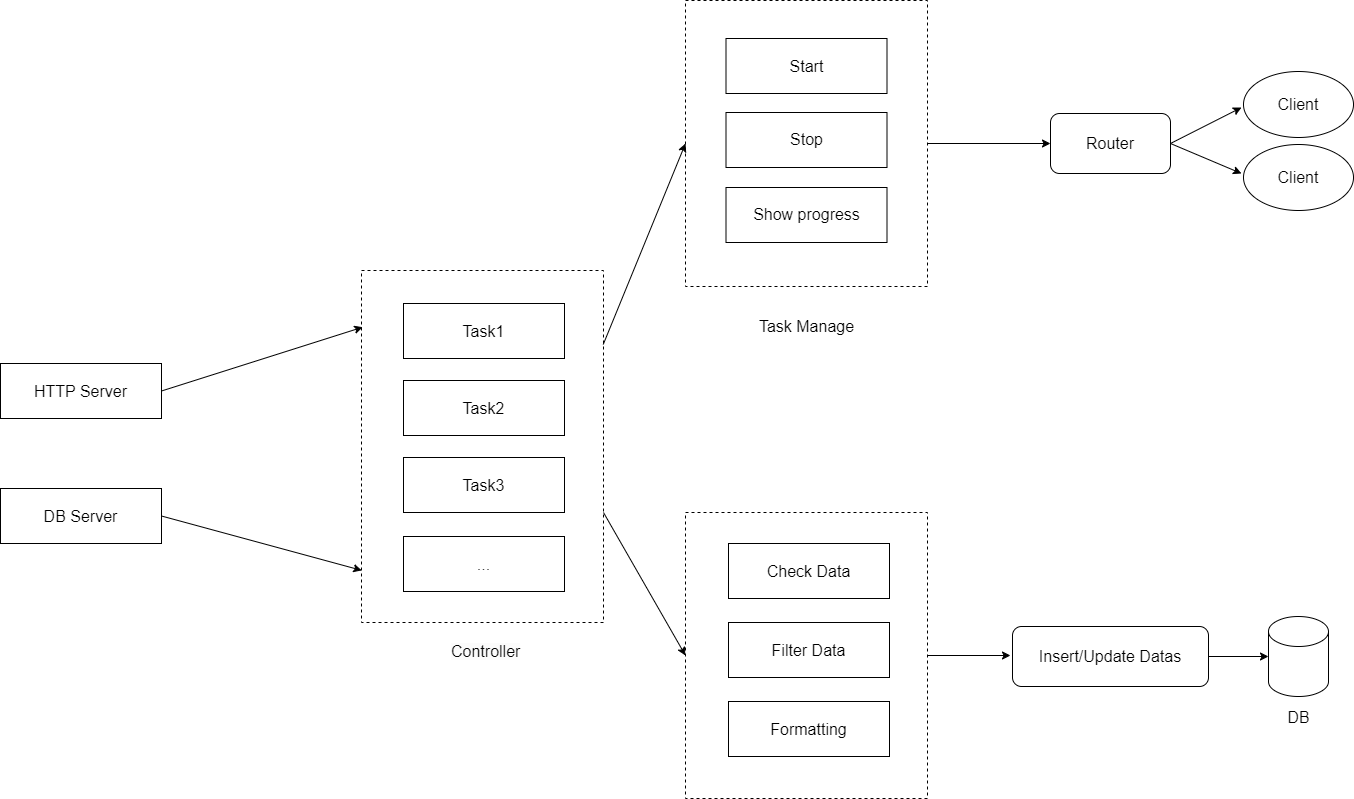 Start
Stop
Show progress
Task Manage
Router
Client
Client
HTTP Server
DB Server
Task1
Task2
Task3
...
Controller
Check Data
Filter Data
Formatting
Insert/Update Datas
DB